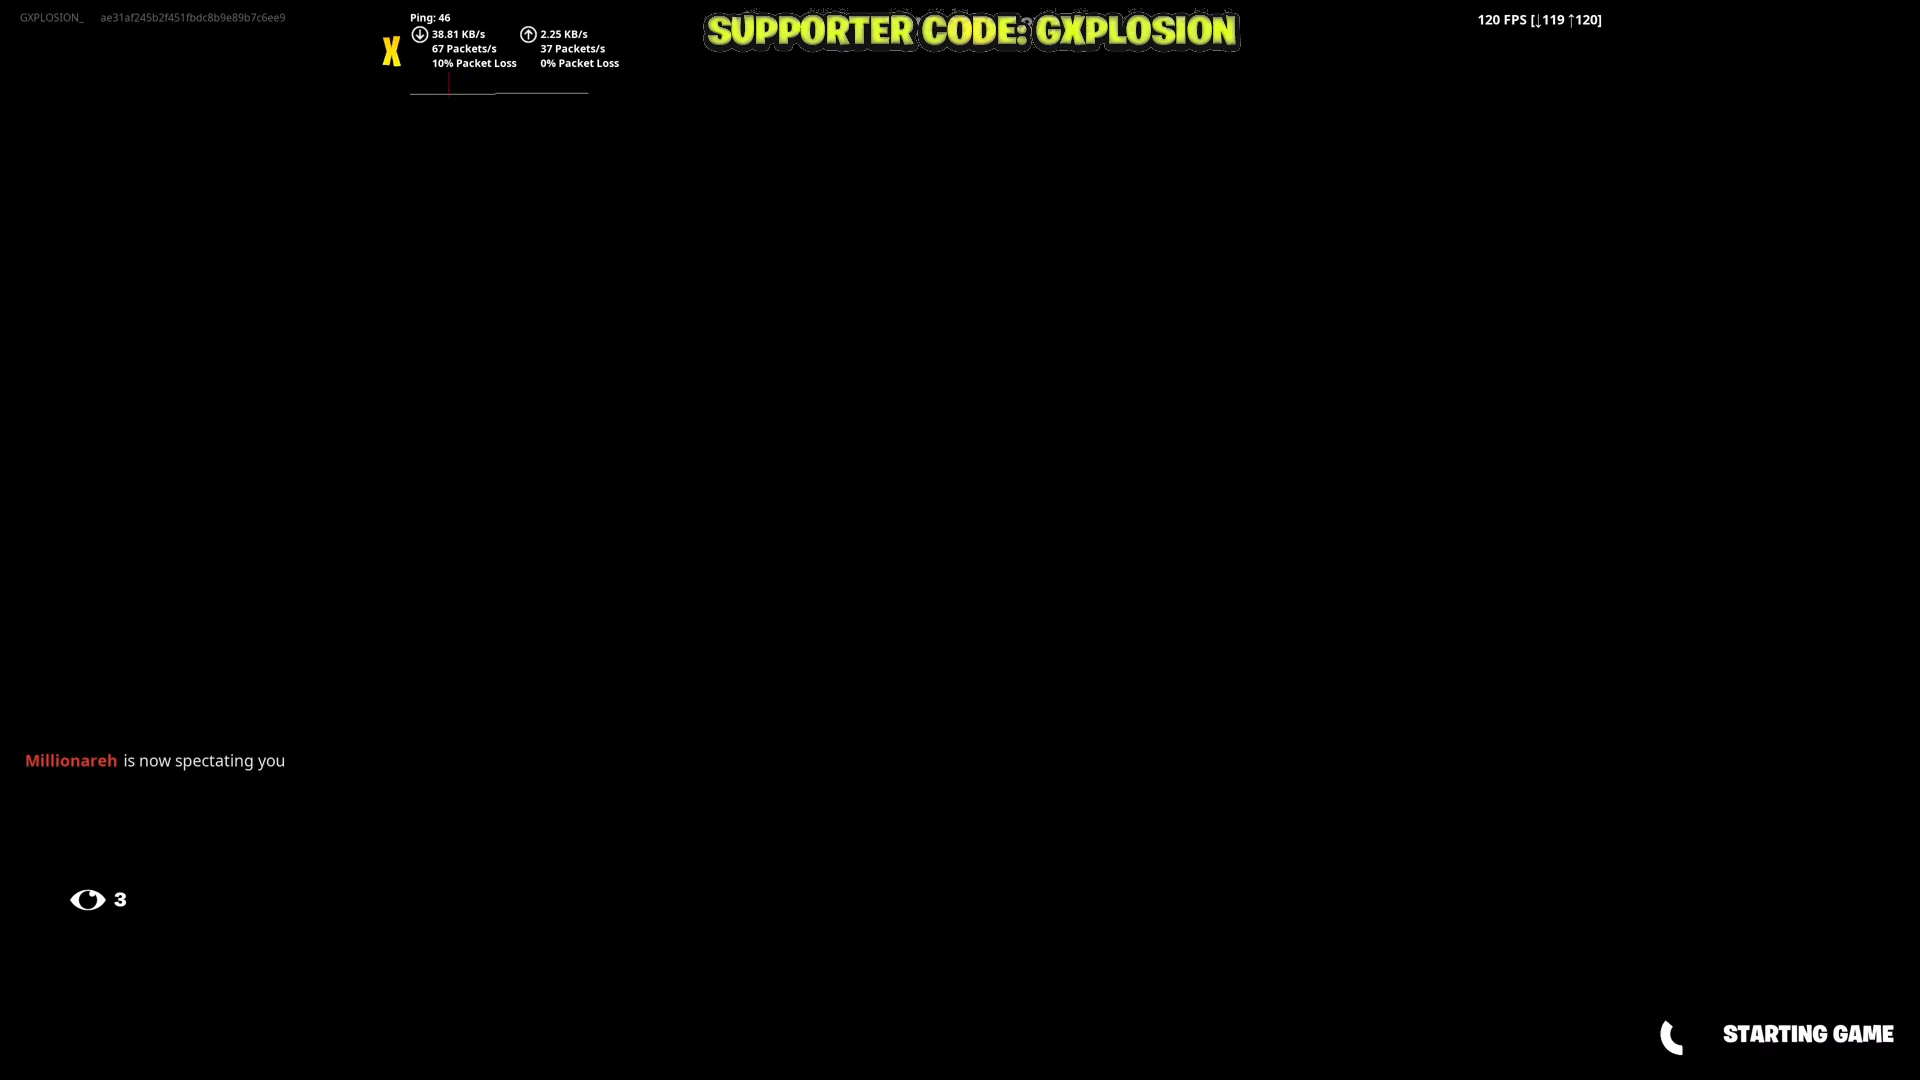 GXPLOSION_ ae31af245b2f451fbdc8b9e89b7c6ee9
Ping: 46
38.81 KB/s 2.25 KB/s
67 Packets/s 37 Packets/s
10% Packet Loss 0% Packet Loss
X
SUPPORTER CODE: GXPLOSION
120 FPS [↓119 ↑120]
Millionareh is now spectating you
3
STARTING GAME